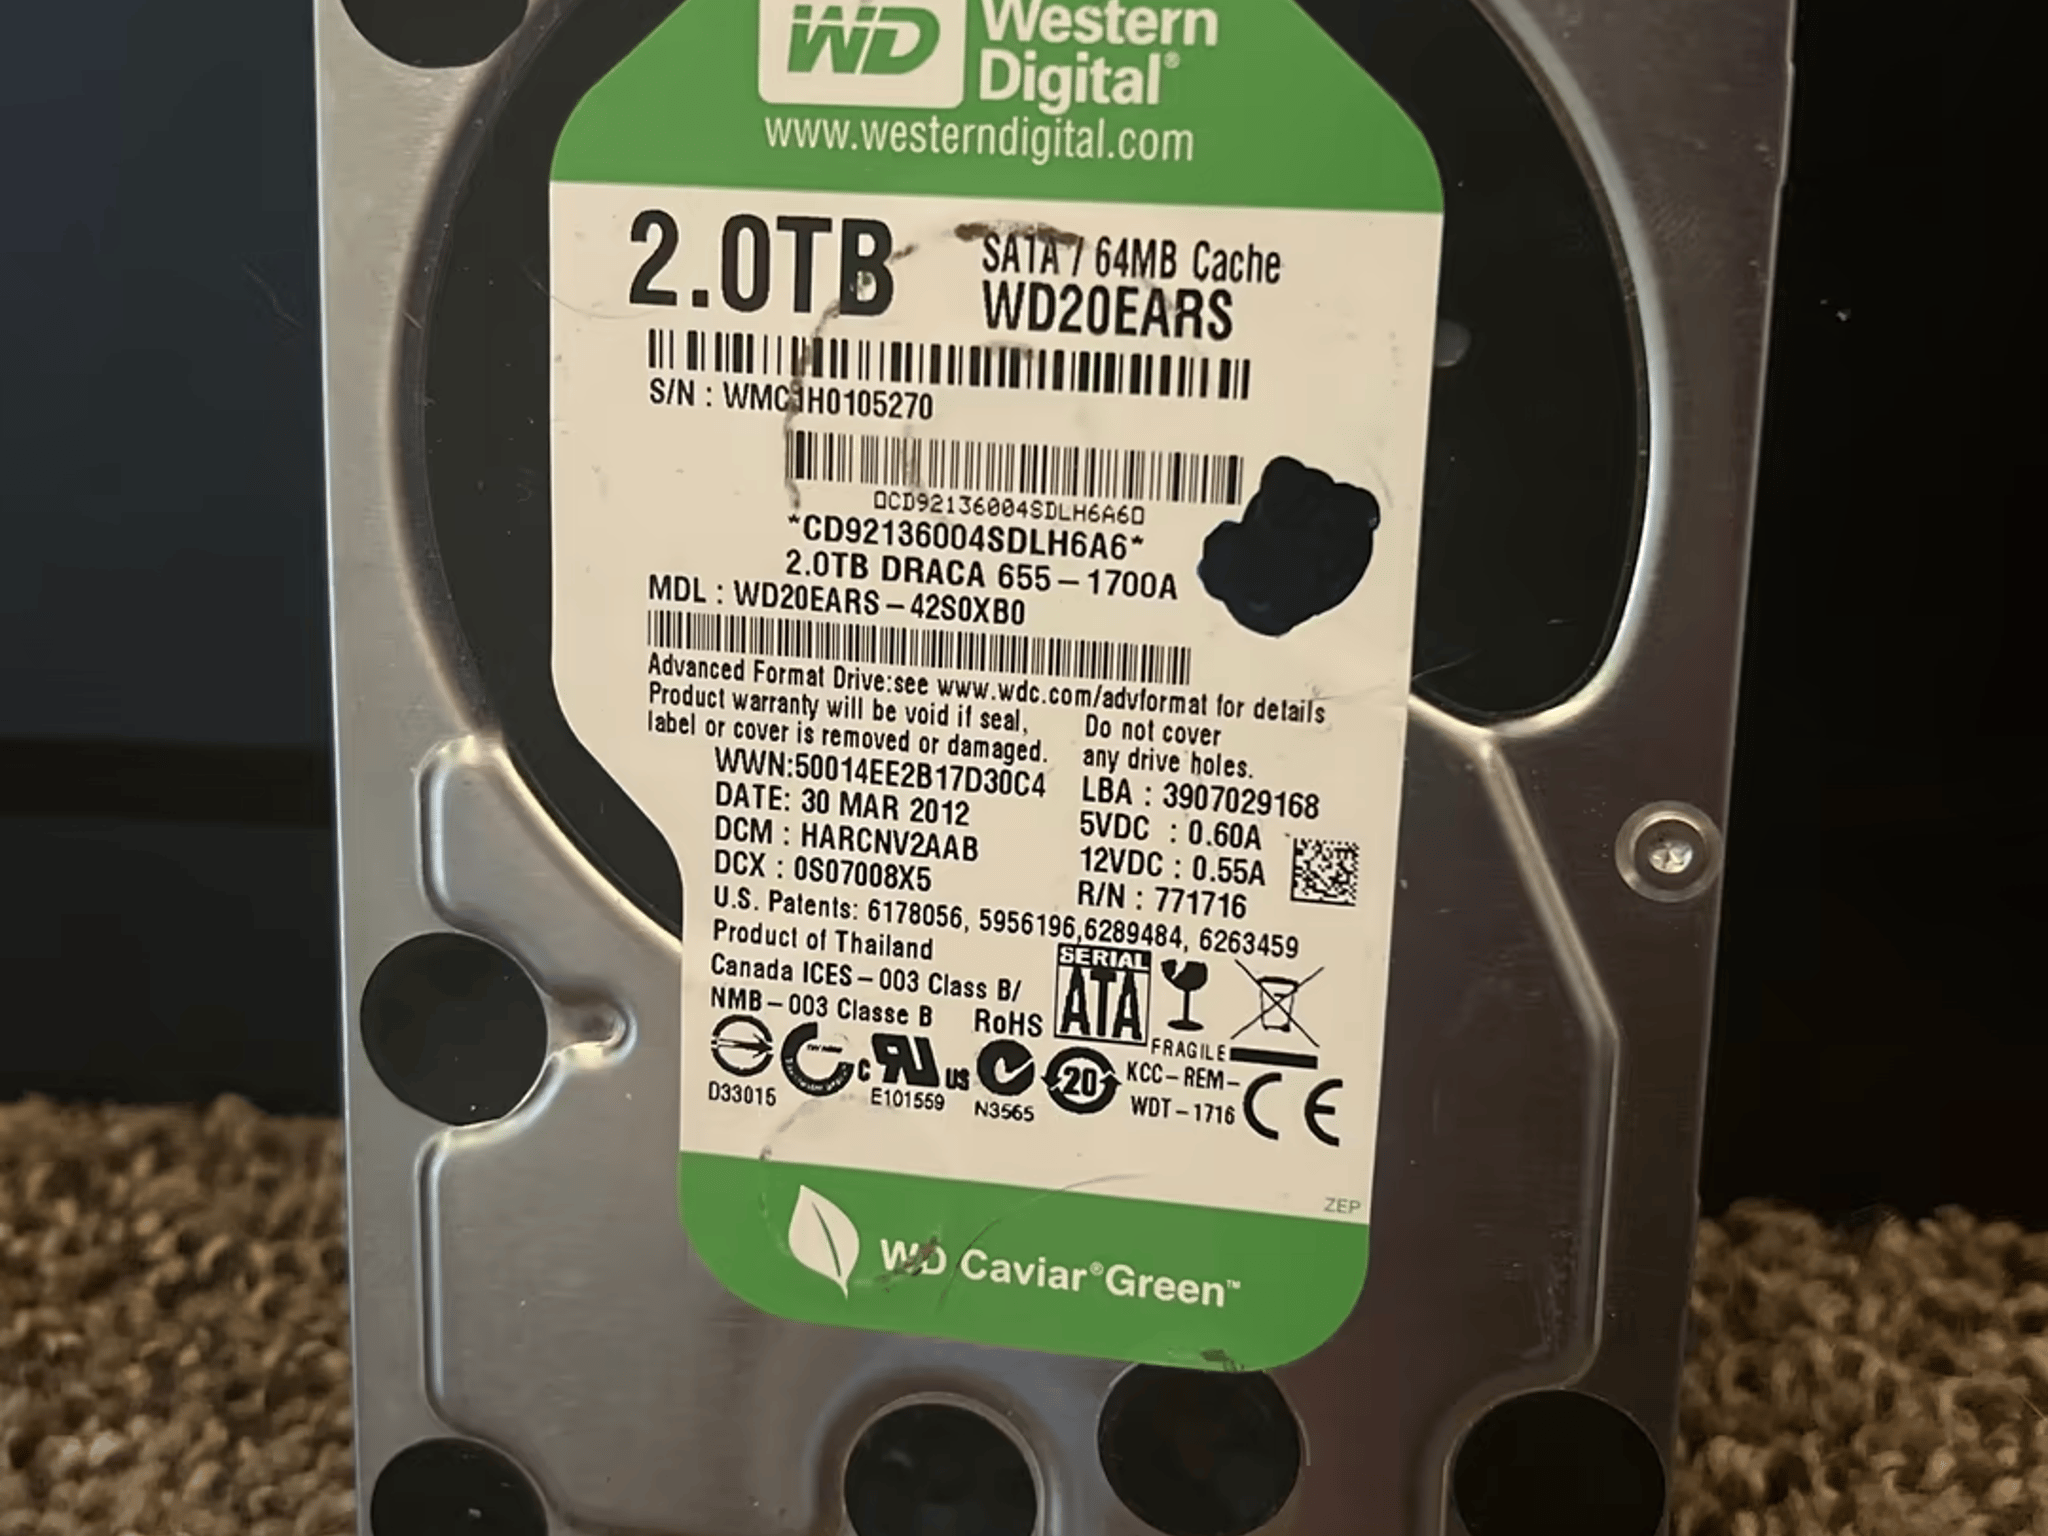 WD Western
Digital®
www.westerndigital.com
2.0TB SATA / 64MB Cache
WD20EARS
S/N : WMC1H0105270
▯CD92136004SDLH6A6▯
*CD92136004SDLH6A6*
2.0TB DRACA 655-1700A
MDL : WD20EARS-42S0XB0
Advanced Format Drive:see www.wdc.com/advformat for details
Product warranty will be void if seal,
label or cover is removed or damaged.
Do not cover
any drive holes.
WWN:50014EE2B17D30C4
DATE: 30 MAR 2012
DCM : HARCNV2AAB
DCX : 0S07008X5
LBA : 3907029168
5VDC : 0.60A
12VDC : 0.55A
R/N : 771716
U.S. Patents: 6178056, 5956196,6289484, 6263459
Product of Thailand
Canada ICES-003 Class B/
NMB-003 Classe B
RoHS
SERIAL
ATA
FRAGILE
D33015
c RU US
E101559
N3565
20
KCC-REM-
WDT-1716
CE
ZEP
WD Caviar®Green™